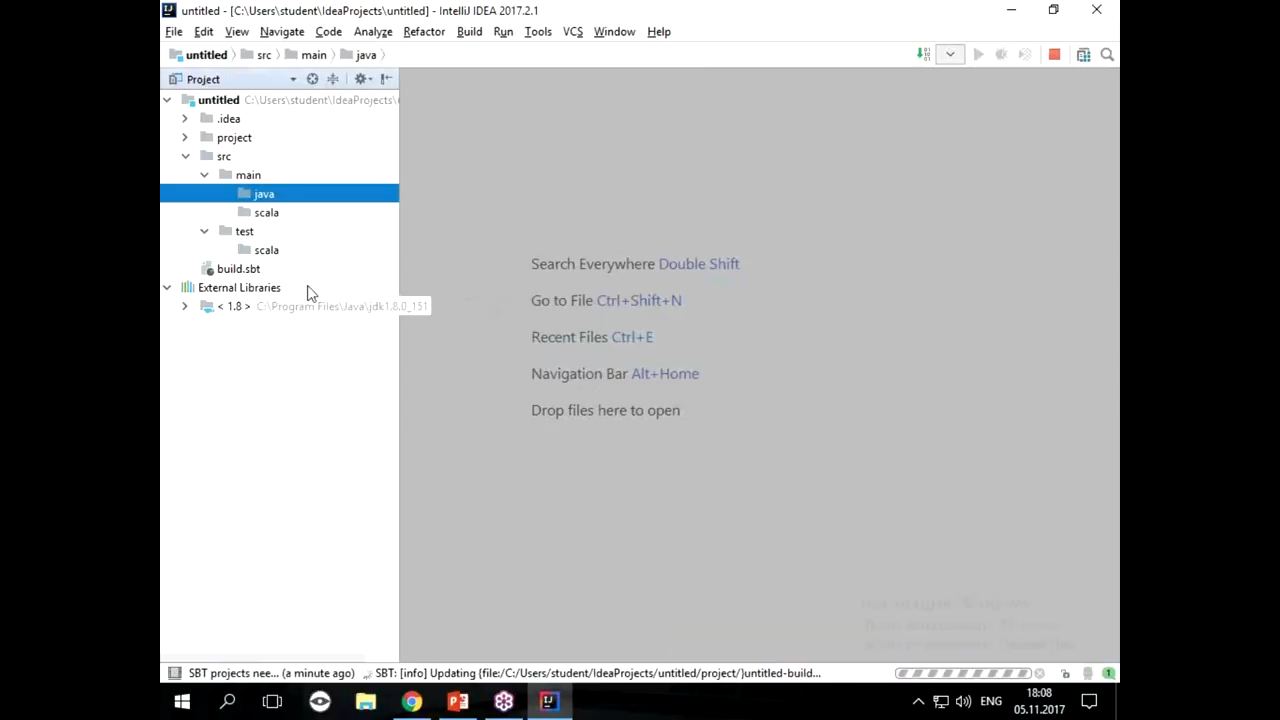 untitled - [C:\Users\student\IdeaProjects\untitled] - IntelliJ IDEA 2017.2.1
File Edit View Navigate Code Analyze Refactor Build Run Tools VCS Window Help
untitled src main java
Project
untitled C:\Users\student\IdeaProjects\
.idea
project
src
main
java
scala
test
scala
build.sbt
External Libraries
< 1.8 > C:\Program Files\Java\jdk1.8.0_151
Search Everywhere Double Shift
Go to File Ctrl+Shift+N
Recent Files Ctrl+E
Navigation Bar Alt+Home
Drop files here to open
SBT projects nee... (a minute ago) SBT: [info] Updating {file:/C:/Users/student/IdeaProjects/untitled/project/}untitled-build... 1
ENG
18:08
05.11.2017